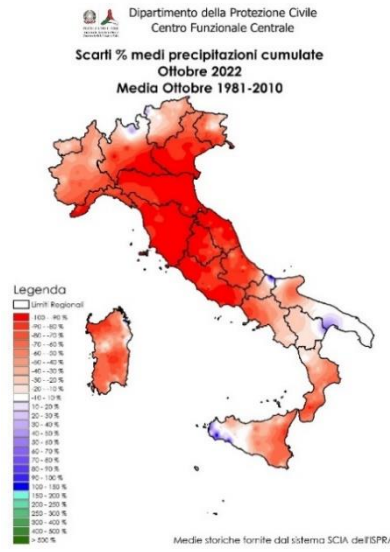 Dipartimento della Protezione Civile
Centro Funzionale Centrale
Scarti % medi precipitazioni cumulate
Ottobre 2022
Media Ottobre 1981-2010
Legenda
Limiti Regionali
-100 - -90 %
-90 - -80 %
-80 - -70 %
-70 - -60 %
-60 - -50 %
-50 - -40 %
-40 - -30 %
-30 - -20 %
-20 - -10 %
-10 - 10 %
10 - 20 %
20 - 30 %
30 - 40 %
40 - 50 %
50 - 60 %
60 - 70 %
70 - 80 %
80 - 90 %
90 - 100 %
100 - 150 %
150 - 200 %
200 - 250 %
250 - 300 %
300 - 400 %
400 - 500 %
> 500 %
Medie storiche fornite dal sistema SCIA dell'ISPRA